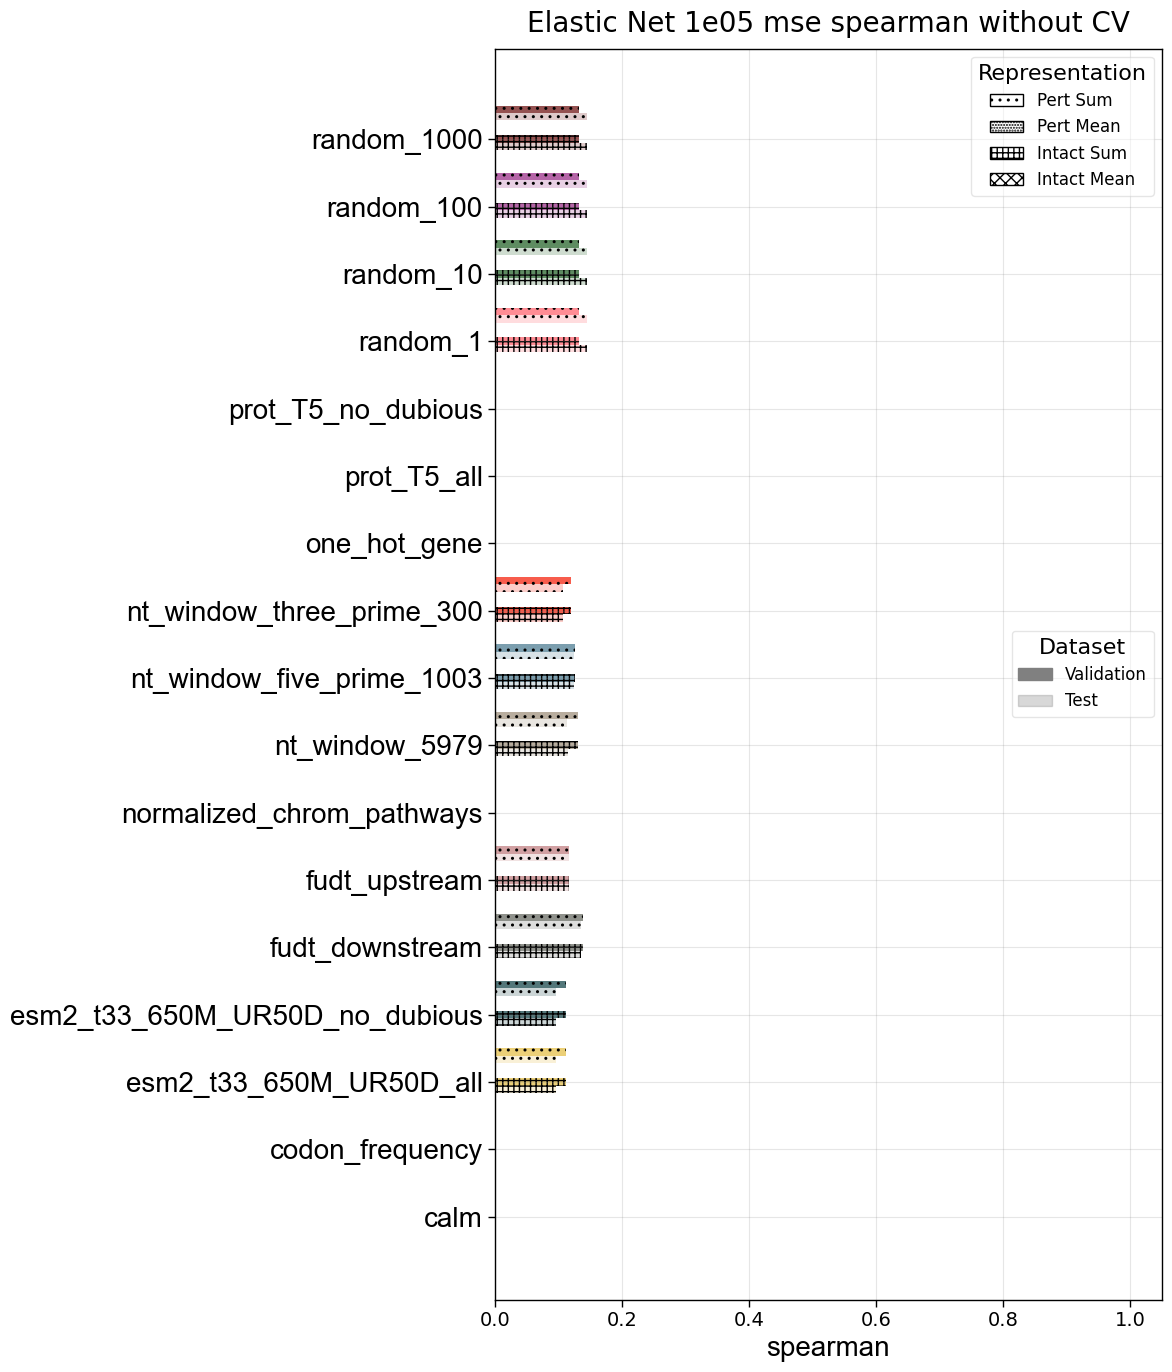 Elastic Net 1e05 mse spearman without CV
Representation
Pert Sum
Pert Mean
Intact Sum
Intact Mean
random_1000
random_100
random_10
random_1
prot_T5_no_dubious
prot_T5_all
one_hot_gene
nt_window_three_prime_300
Dataset
Validation
Test
nt_window_five_prime_1003
nt_window_5979
normalized_chrom_pathways
fudt_upstream
fudt_downstream
esm2_t33_650M_UR50D_no_dubious
esm2_t33_650M_UR50D_all
codon_frequency
calm
0.0 0.2 0.4 0.6 0.8 1.0
spearman